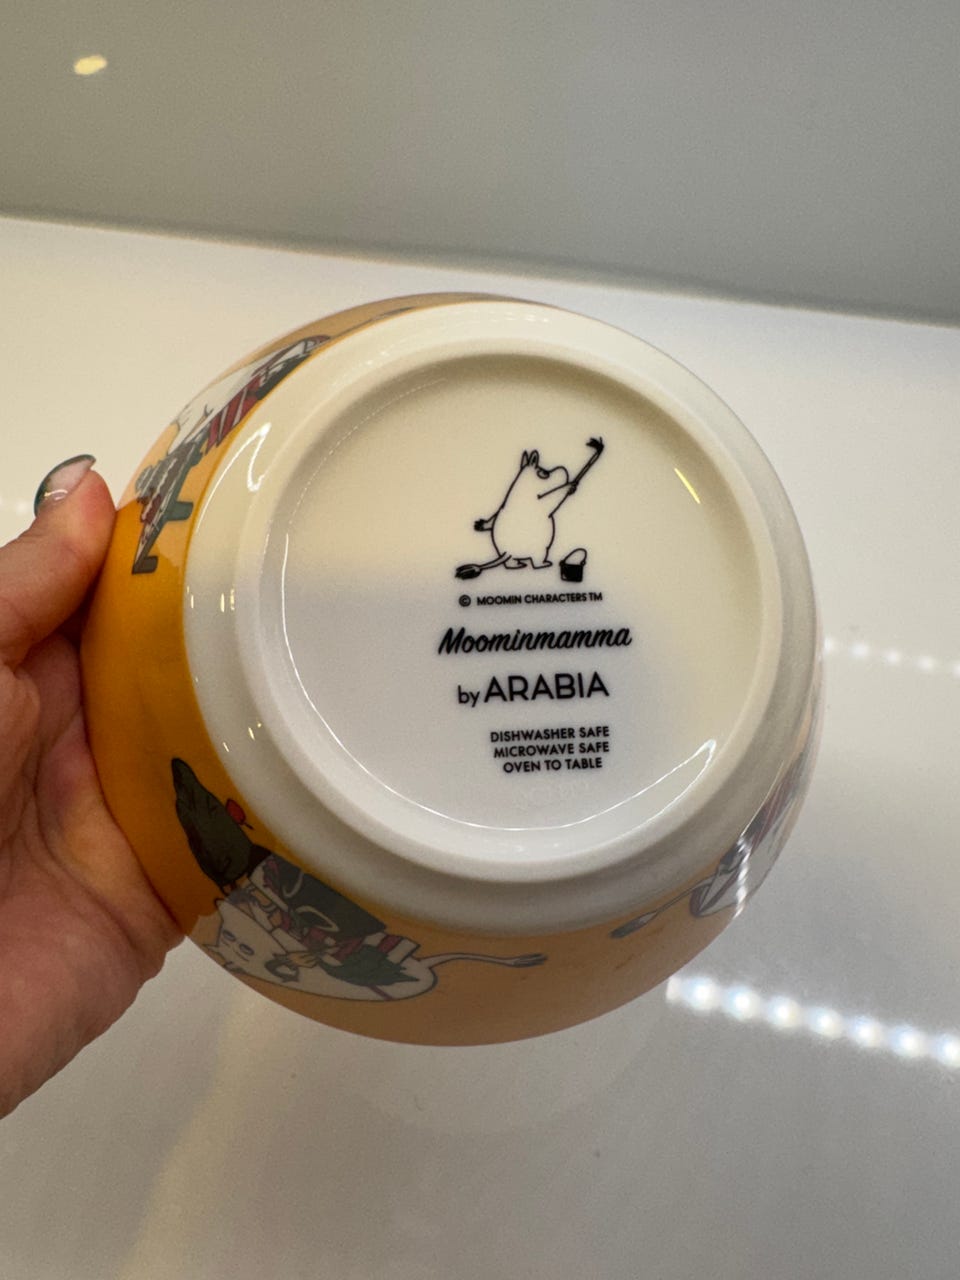 © MOOMIN CHARACTERS TM
Moominmamma
by ARABIA
DISHWASHER SAFE
MICROWAVE SAFE
OVEN TO TABLE